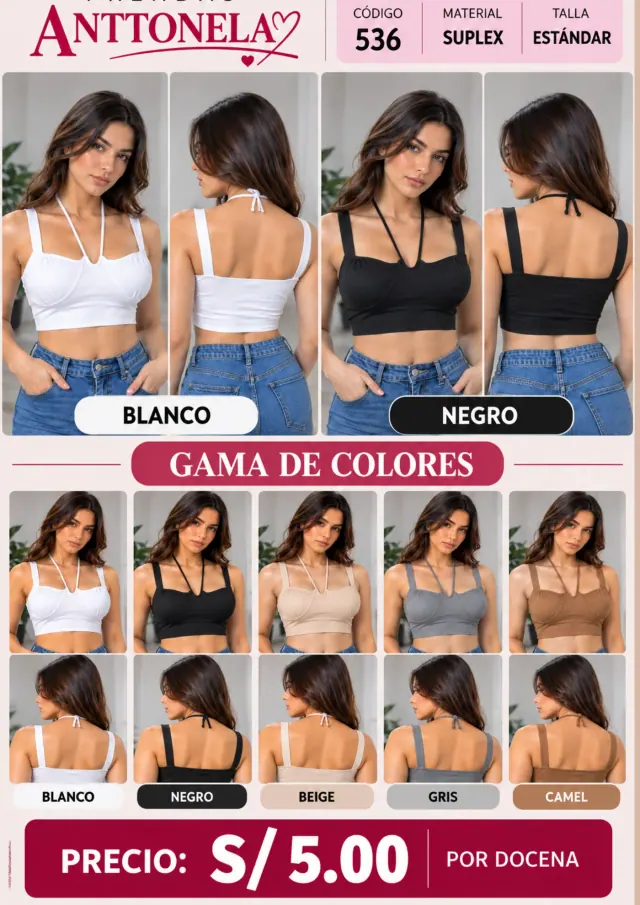 ANTTONELA
CÓDIGO
536
MATERIAL
SUPLEX
TALLA
ESTÁNDAR
BLANCO
NEGRO
GAMA DE COLORES
BLANCO
NEGRO
BEIGE
GRIS
CAMEL
PRECIO: S/ 5.00 POR DOCENA